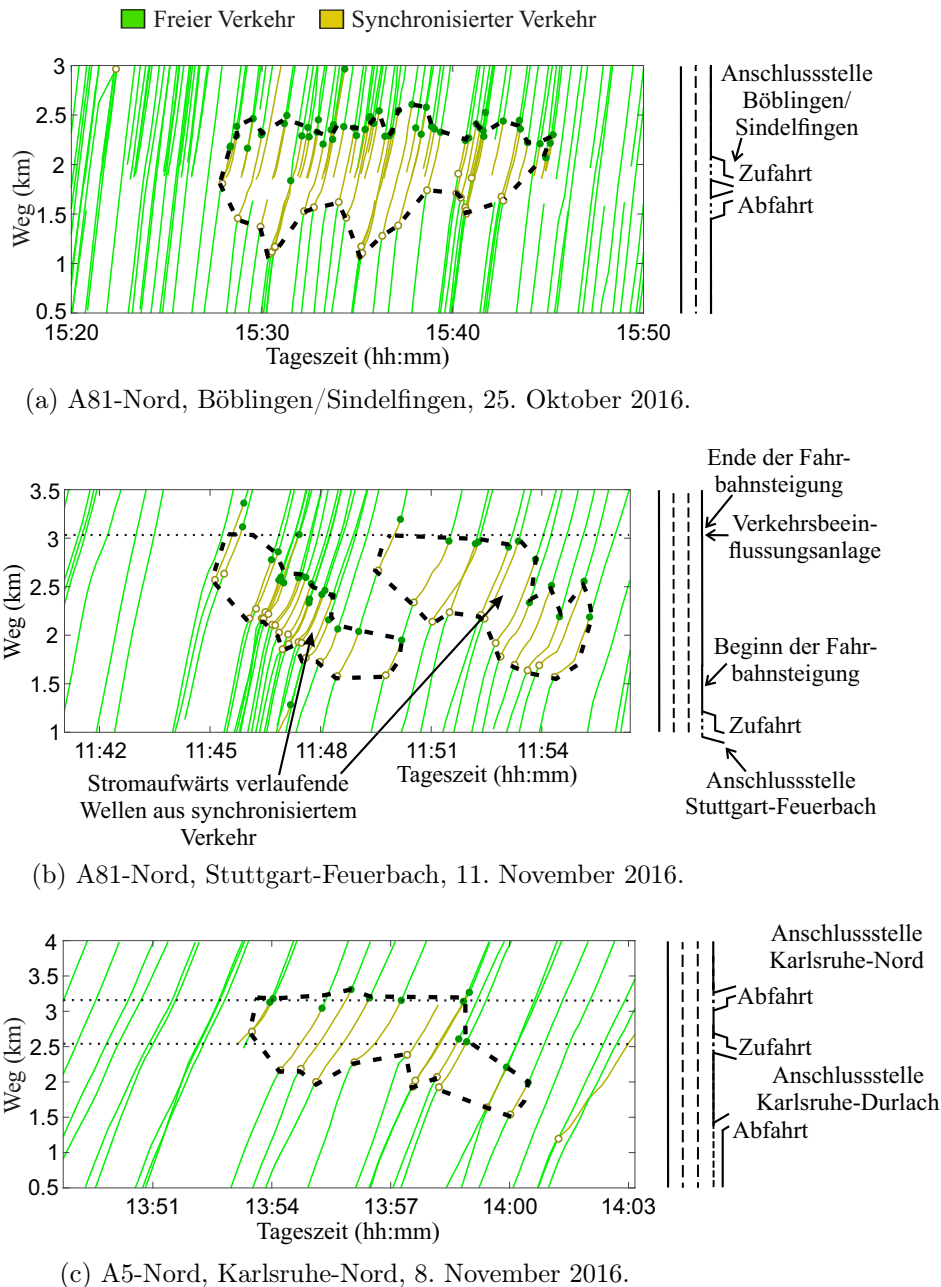 Freier Verkehr Synchronisierter Verkehr
3
2.5
2
1.5
1
0.5
Weg (km)
15:20 15:30 15:40 15:50
Tageszeit (hh:mm)
Anschlussstelle
Böblingen/
Sindelfingen
Zufahrt
Abfahrt
(a) A81-Nord, Böblingen/Sindelfingen, 25. Oktober 2016.
3.5
3
2.5
2
1.5
1
Weg (km)
11:42 11:45 11:48 11:51 11:54
Tageszeit (hh:mm)
Stromaufwärts verlaufende
Wellen aus synchronisiertem
Verkehr
Ende der Fahr-
bahnsteigung
Verkehrsbeein-
flussungsanlage
Beginn der Fahr-
bahnsteigung
Zufahrt
Anschlussstelle
Stuttgart-Feuerbach
(b) A81-Nord, Stuttgart-Feuerbach, 11. November 2016.
4
3.5
3
2.5
2
1.5
1
0.5
Weg (km)
13:51 13:54 13:57 14:00 14:03
Tageszeit (hh:mm)
Anschlussstelle
Karlsruhe-Nord
Abfahrt
Zufahrt
Anschlussstelle
Karlsruhe-Durlach
Abfahrt
(c) A5-Nord, Karlsruhe-Nord, 8. November 2016.